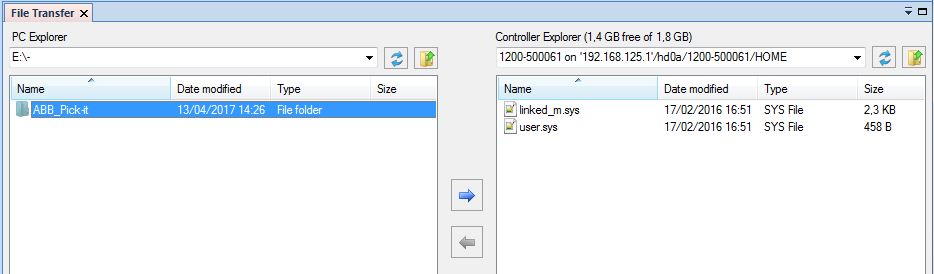 File Transfer
PC Explorer
E:\-
Name Date modified Type Size
ABB_Pick-it 13/04/2017 14:26 File folder
Controller Explorer (1,4 GB free of 1,8 GB)
1200-500061 on '192.168.125.1'/hd0a/1200-500061/HOME
Name Date modified Type Size
linked_m.sys 17/02/2016 16:51 SYS File 2,3 KB
user.sys 17/02/2016 16:51 SYS File 458 B